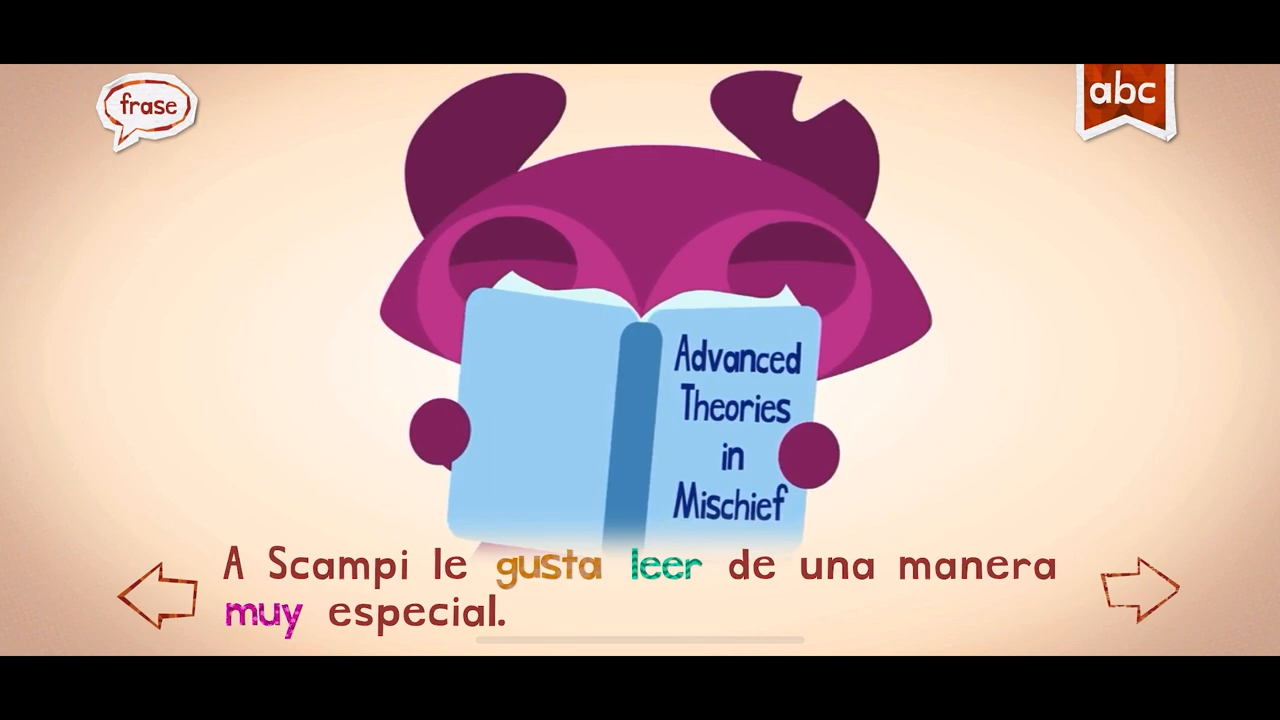 frase
abc
Advanced
Theories
in
Mischief
A Scampi le gusta leer de una manera
muy especial.